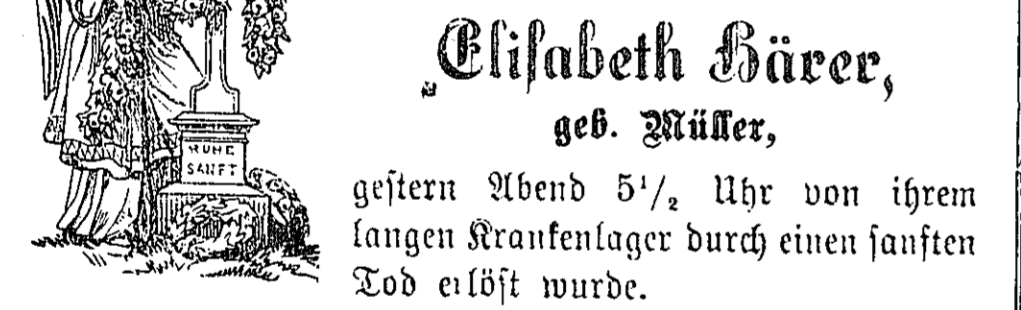 RUHE
SANFT
Elisabeth Härer,
geb. Müller,
gestern Abend 5½ Uhr von ihrem
langen Krankenlager durch einen sanften
Tod erlöst wurde.